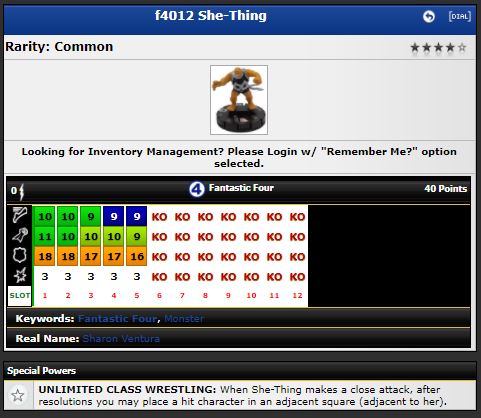 f4012 She-Thing
[DIAL]
Rarity: Common
Looking for Inventory Management? Please Login w/ "Remember Me?" option
selected.
0 4 Fantastic Four 40 Points
10 10 9 9 9 KO KO KO KO KO KO KO
11 10 10 10 9 KO KO KO KO KO KO KO
18 18 17 17 16 KO KO KO KO KO KO KO
3 3 3 3 3 KO KO KO KO KO KO KO
SLOT 1 2 3 4 5 6 7 8 9 10 11 12
Keywords: Fantastic Four, Monster
Real Name: Sharon Ventura
Special Powers
UNLIMITED CLASS WRESTLING: When She-Thing makes a close attack, after
resolutions you may place a hit character in an adjacent square (adjacent to her).